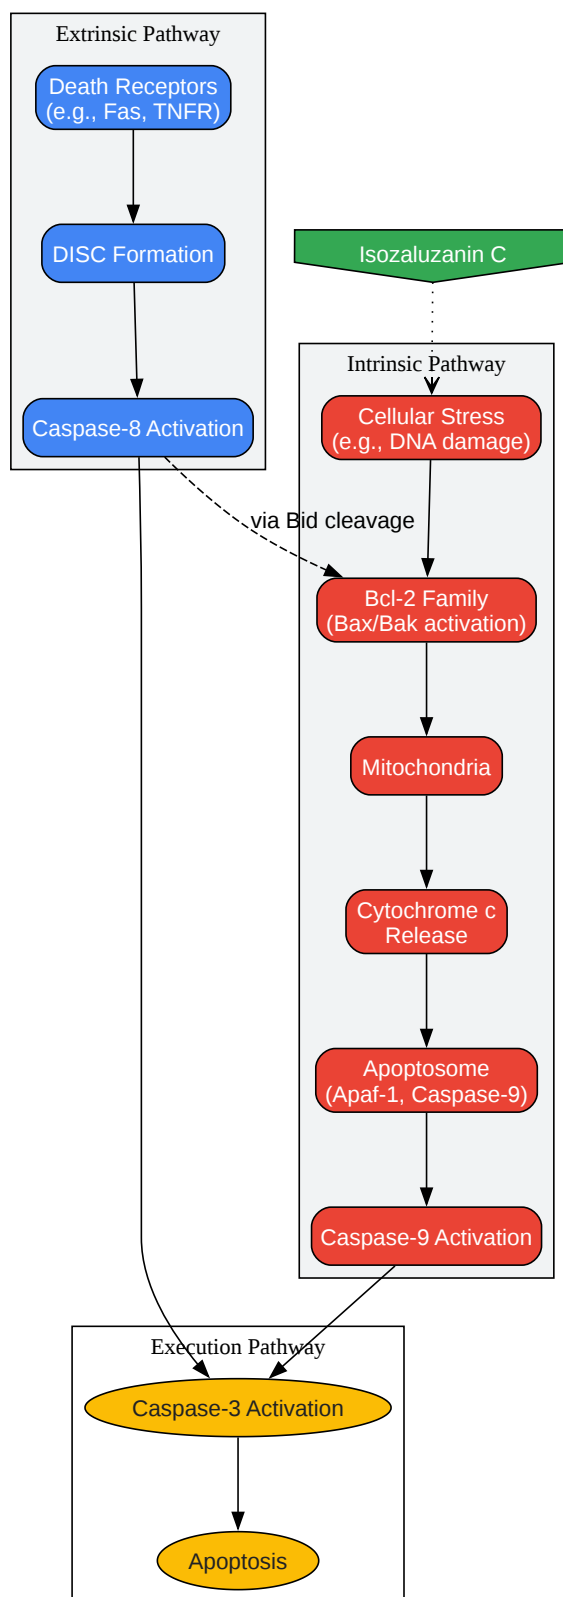 Extrinsic Pathway
Death Receptors
(e.g., Fas, TNFR)
DISC Formation
Isozaluzanin C
Intrinsic Pathway
Caspase-8 Activation
Cellular Stress
(e.g., DNA damage)
via Bid cleavage
Bcl-2 Family
(Bax/Bak activation)
Mitochondria
Cytochrome c
Release
Apoptosome
(Apaf-1, Caspase-9)
Caspase-9 Activation
Execution Pathway
Caspase-3 Activation
Apoptosis